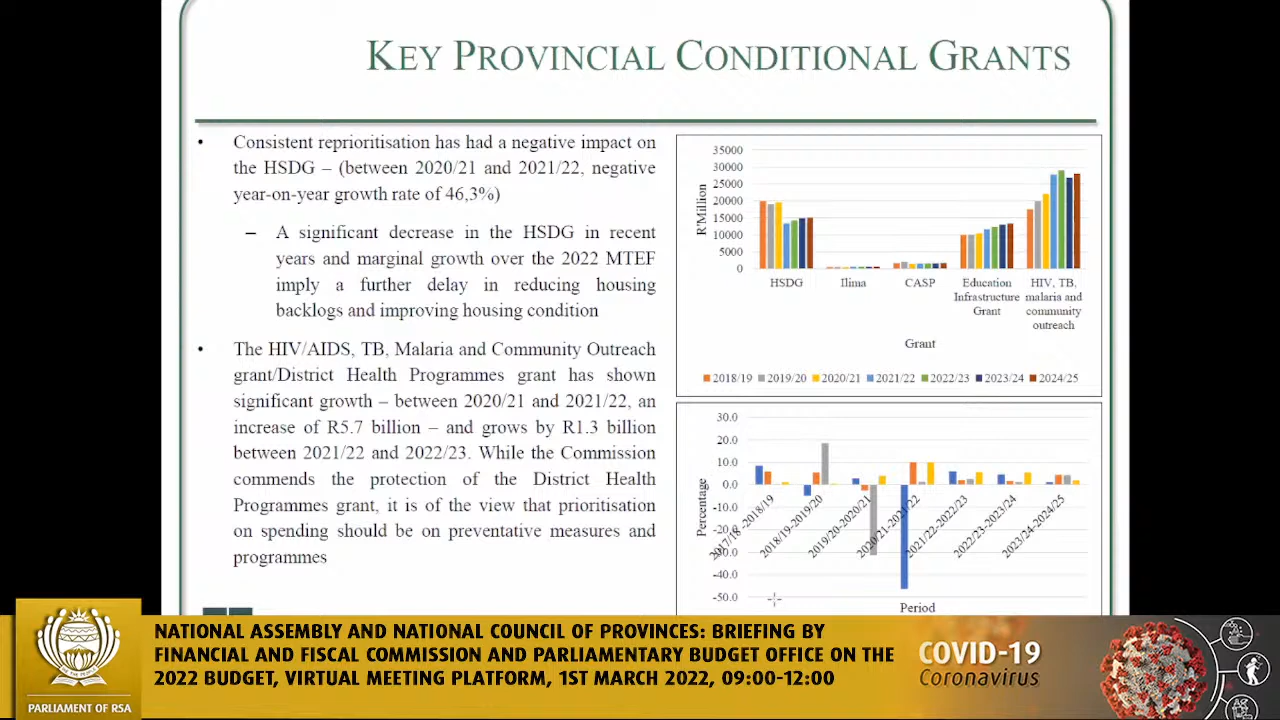 KEY PROVINCIAL CONDITIONAL GRANTS
• Consistent reprioritisation has had a negative impact on
the HSDG – (between 2020/21 and 2021/22, negative
year-on-year growth rate of 46,3%)
– A significant decrease in the HSDG in recent
years and marginal growth over the 2022 MTEF
imply a further delay in reducing housing
backlogs and improving housing condition
• The HIV/AIDS, TB, Malaria and Community Outreach
grant/District Health Programmes grant has shown
significant growth – between 2020/21 and 2021/22, an
increase of R5.7 billion – and grows by R1.3 billion
between 2021/22 and 2022/23. While the Commission
commends the protection of the District Health
Programmes grant, it is of the view that prioritisation
on spending should be on preventative measures and
programmes
R'Million
35000
30000
25000
20000
15000
10000
5000
0
HSDG
Ilima
CASP
Education
Infrastructure
Grant
HIV, TB,
malaria and
community
outreach
Grant
2018/19 2019/20 2020/21 2021/22 2022/23 2023/24 2024/25
Percentage
30.0
20.0
10.0
0.0
-10.0
-20.0
-30.0
-40.0
-50.0
2017/18 -2018/19
2018/19-2019/20
2019/20-2020/21
2020/21-2021/22
2021/22-2022/23
2022/23-2023/24
2023/24-2024/25
Period
PARLIAMENT OF RSA
NATIONAL ASSEMBLY AND NATIONAL COUNCIL OF PROVINCES: BRIEFING BY
FINANCIAL AND FISCAL COMMISSION AND PARLIAMENTARY BUDGET OFFICE ON THE
2022 BUDGET, VIRTUAL MEETING PLATFORM, 1ST MARCH 2022, 09:00-12:00
COVID-19
Coronavirus